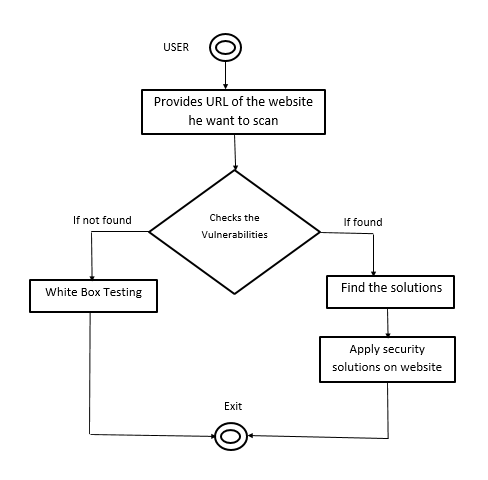 USER
Provides URL of the website
he want to scan
Checks the
Vulnerabilities
If not found
If found
White Box Testing
Find the solutions
Apply security
solutions on website
Exit